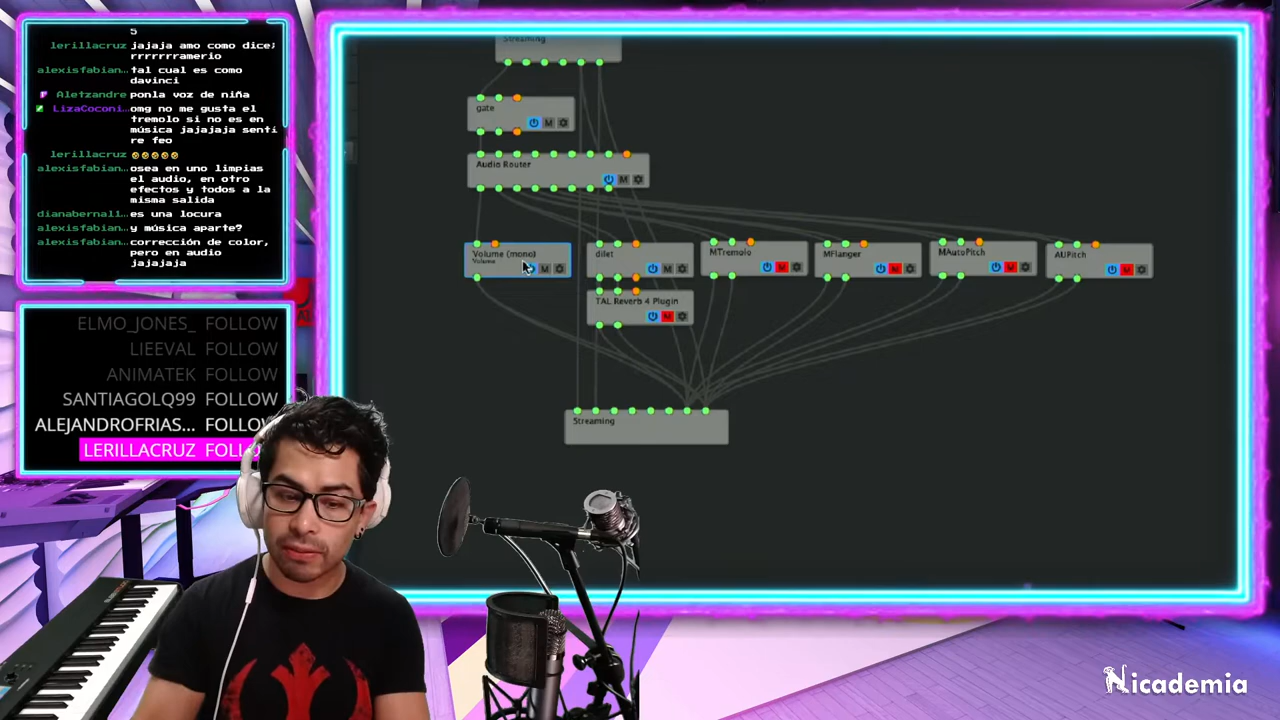 5
lerillacruz jajaja amo como dice;
rrrrrrramerio
alexisfabian… tal cual es como
davinci
Aletzandre ponla voz de niña
LizaCoconi… omg no me gusta el
tremolo si no es en
música jajajaja senti
re feo
lerillacruz
alexisfabian… osea en uno limpias
el audio, en otro
efectos y todos a la
misma salida
dianabernal1… es una locura
alexisfabian… y música aparte?
alexisfabian… corrección de color,
pero en audio
jajajaja
ELMO_JONES_ FOLLOW
LIEEVAL FOLLOW
ANIMATEK FOLLOW
SANTIAGOLQ99 FOLLOW
ALEJANDROFRIAS…
LERILLACRUZ
Streaming
gate
M
Audio Router
M
Volume (mono)
Volume
M
dilet
M
MTremolo
M
MFlanger
M
MAutoPitch
M
AUPitch
M
TAL Reverb 4 Plugin
M
Streaming
Nicademia